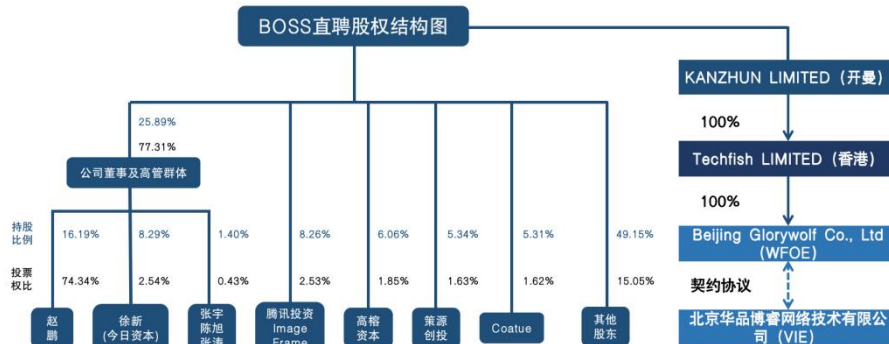 BOSS直聘股权结构图
KANZHUN LIMITED（开曼）
25.89%
77.31%
100%
公司董事及高管群体
Techfish LIMITED（香港）
100%
持股
比例
16.19%
8.29%
1.40%
8.26%
6.06%
5.34%
5.31%
49.15%
Beijing Glorywolf Co., Ltd
(WFOE)
投票
权比
74.34%
2.54%
0.43%
2.53%
1.85%
1.63%
1.62%
15.05%
契约协议
赵
鹏
徐新
(今日资本)
张宇
陈旭
张涛
腾讯投资
Image
Frame
高榕
资本
策源
创投
Coatue
其他
股东
北京华品博睿网络技术有限公
司 (VIE)